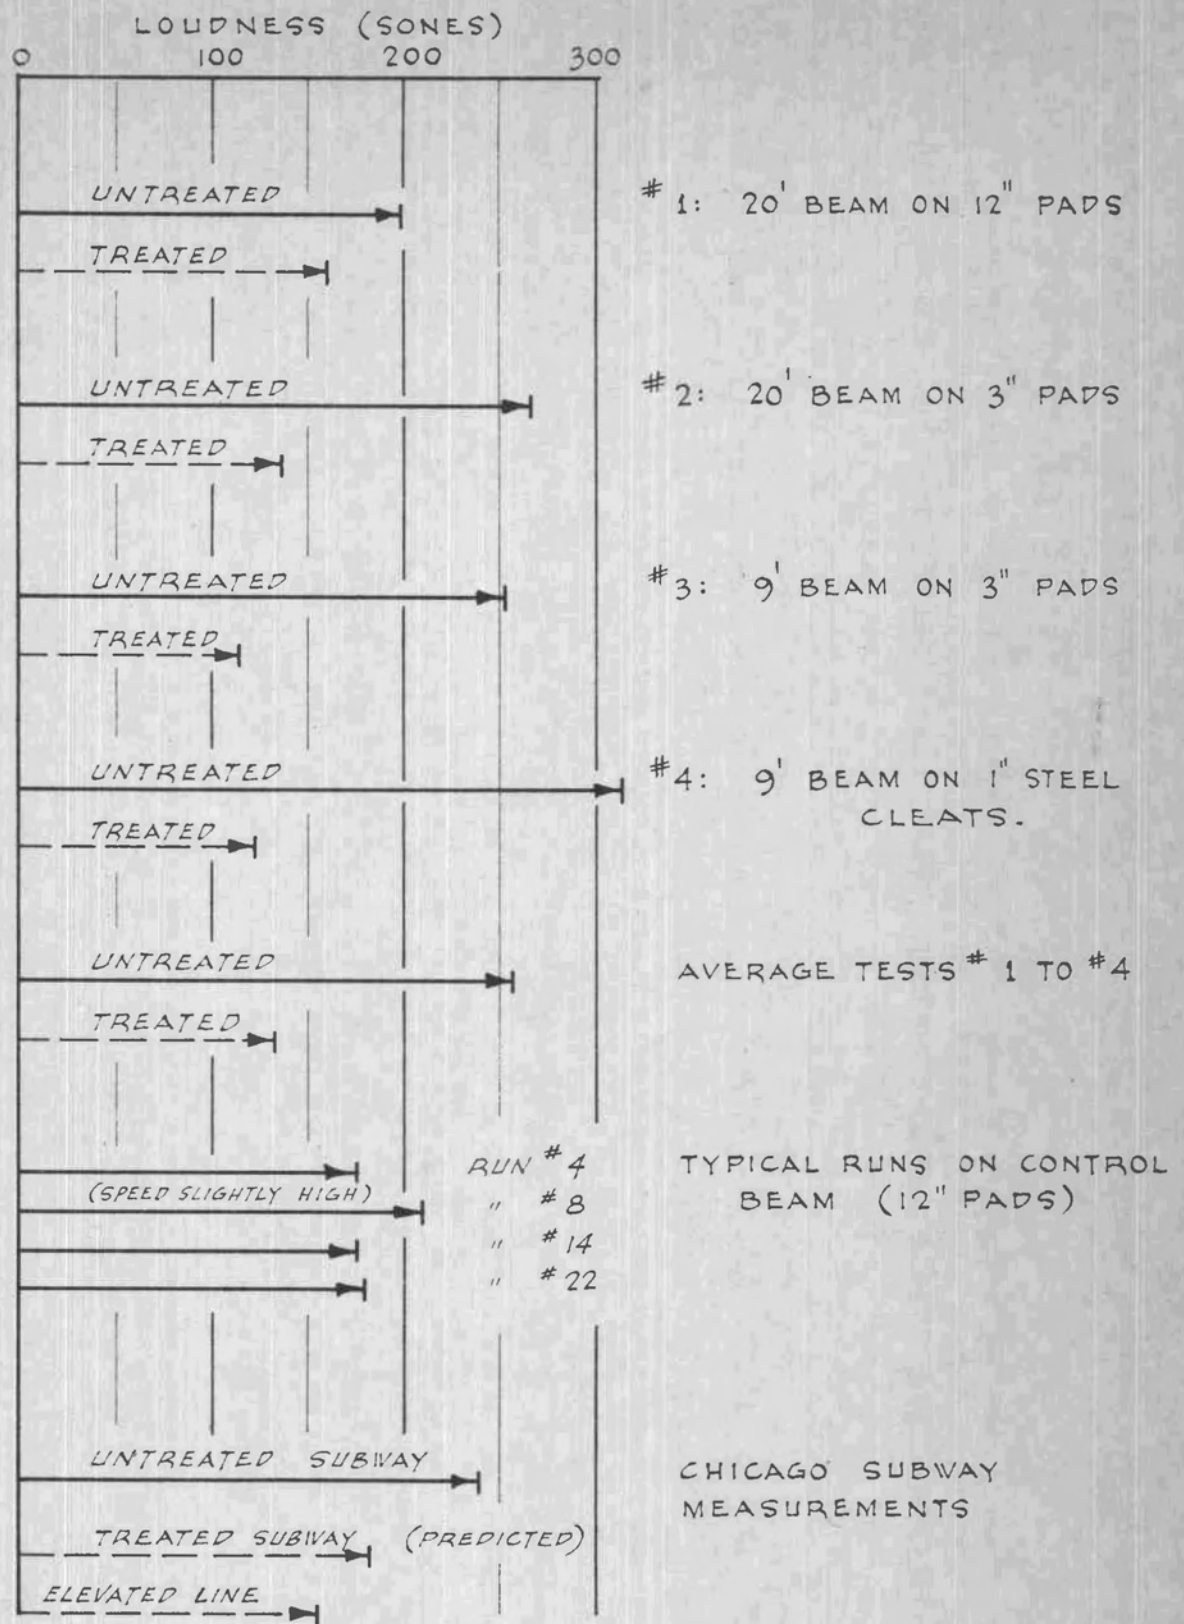 LOUDNESS (SONES)
0 100 200 300
UNTREATED
#1: 20' BEAM ON 12" PADS
TREATED
UNTREATED
#2: 20' BEAM ON 3" PADS
TREATED
UNTREATED
#3: 9' BEAM ON 3" PADS
TREATED
UNTREATED
#4: 9' BEAM ON 1" STEEL
CLEATS.
TREATED
UNTREATED
AVERAGE TESTS #1 TO #4
TREATED
RUN #4
(SPEED SLIGHTLY HIGH)
" #8
" #14
" #22
TYPICAL RUNS ON CONTROL
BEAM (12" PADS)
UNTREATED SUBWAY
CHICAGO SUBWAY
MEASUREMENTS
TREATED SUBWAY (PREDICTED)
ELEVATED LINE